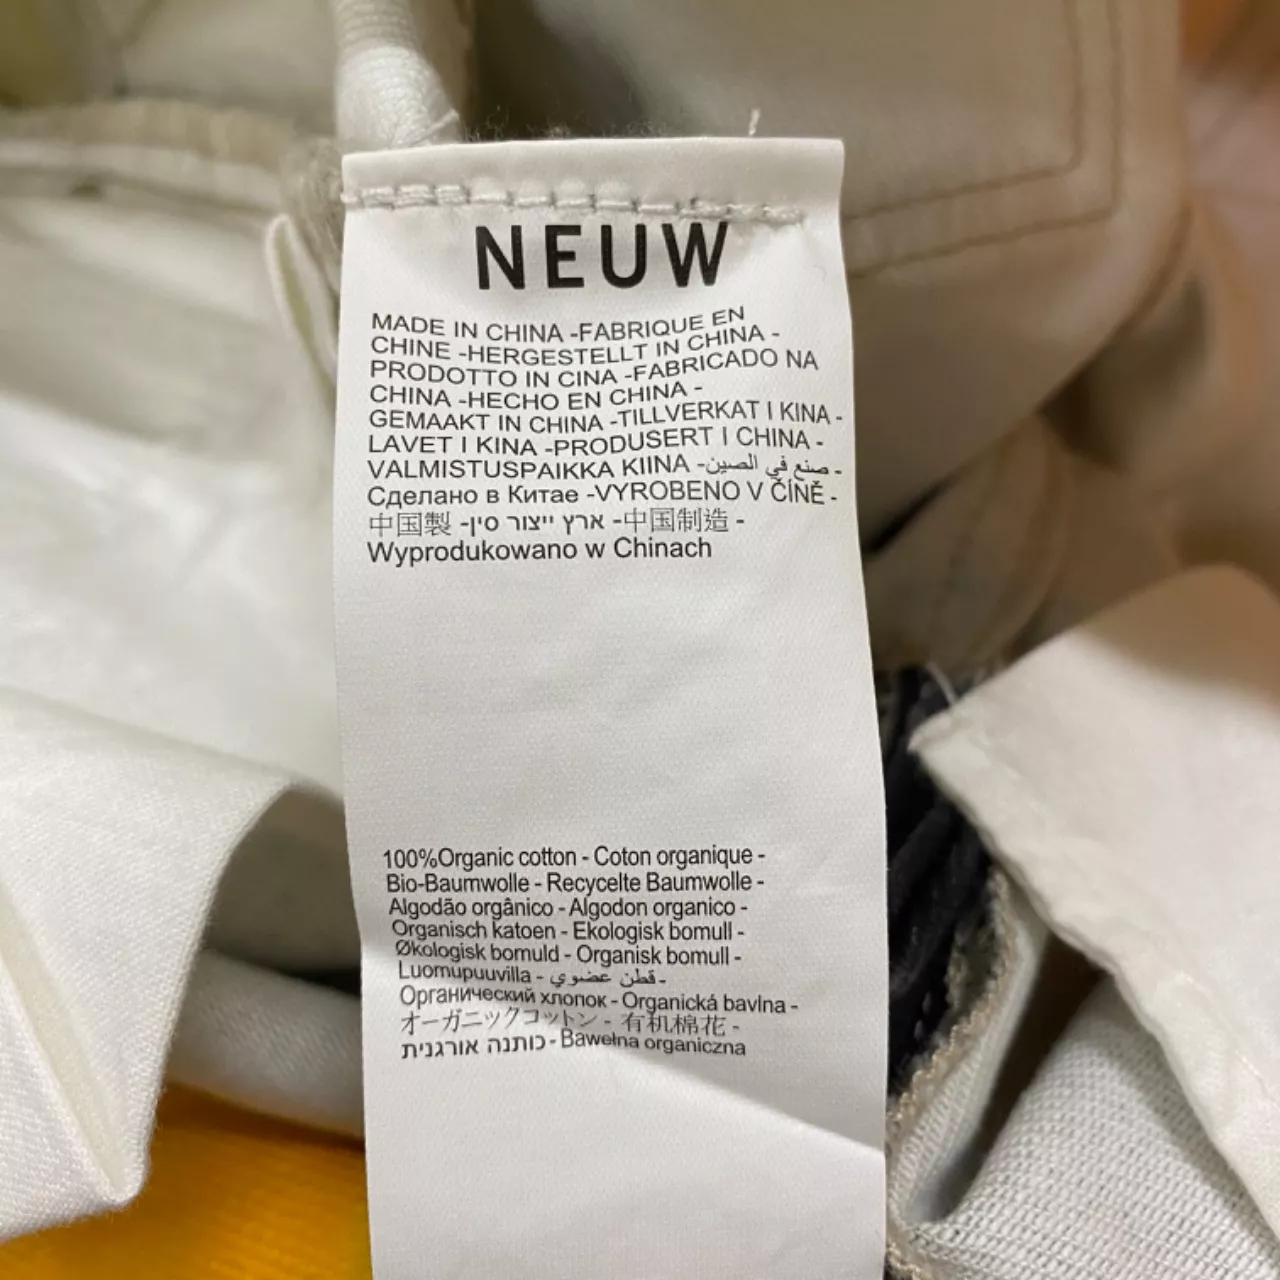 NEUW
MADE IN CHINA -FABRIQUE EN
CHINE -HERGESTELLT IN CHINA -
PRODOTTO IN CINA -FABRICADO NA
CHINA -HECHO EN CHINA -
GEMAAKT IN CHINA -TILLVERKAT I KINA -
LAVET I KINA -PRODUSERT I CHINA -
VALMISTUSPAIKKA KIINA -صنع في الصين -
Сделано в Китае -VYROBENO V ČÍNĚ -
中国製 -ארץ ייצור סין -中国制造 -
Wyprodukowano w Chinach
100%Organic cotton - Coton organique -
Bio-Baumwolle - Recycelte Baumwolle -
Algodão orgânico - Algodon organico -
Organisch katoen - Ekologisk bomull -
Økologisk bomuld - Organisk bomull -
Luomupuuvilla - قطن عضوي -
Органический хлопок - Organická bavlna -
オーガニックコットン - 有机棉花 -
כותנה אורגנית - Bawełna organiczna